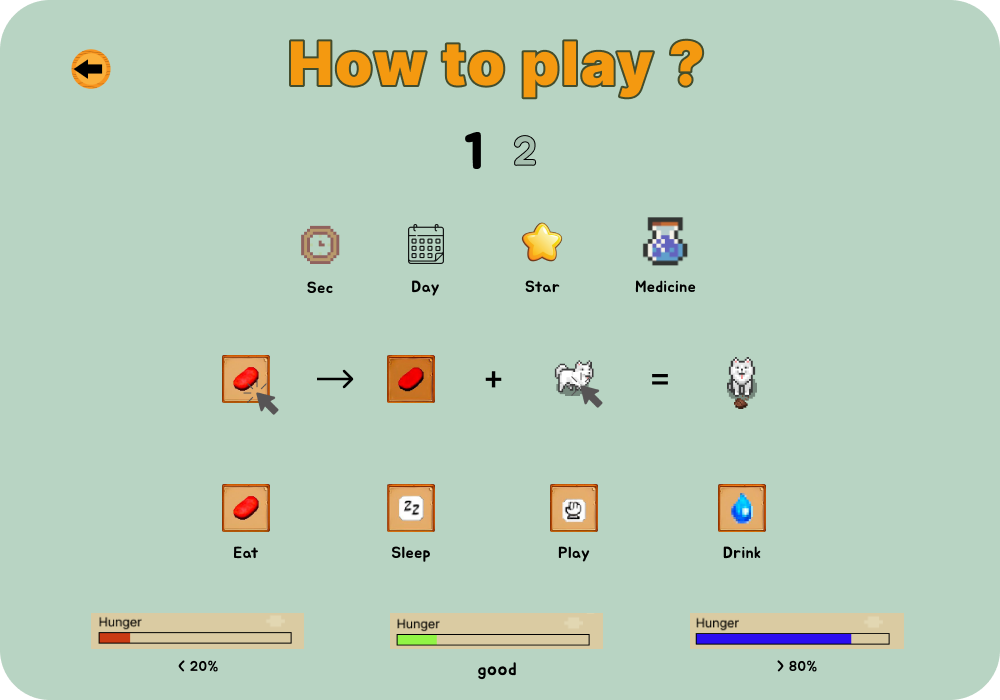 How to play ?
1 2
Sec Day Star Medicine
+ =
zz
Eat Sleep Play Drink
Hunger Hunger Hunger
< 20% good > 80%